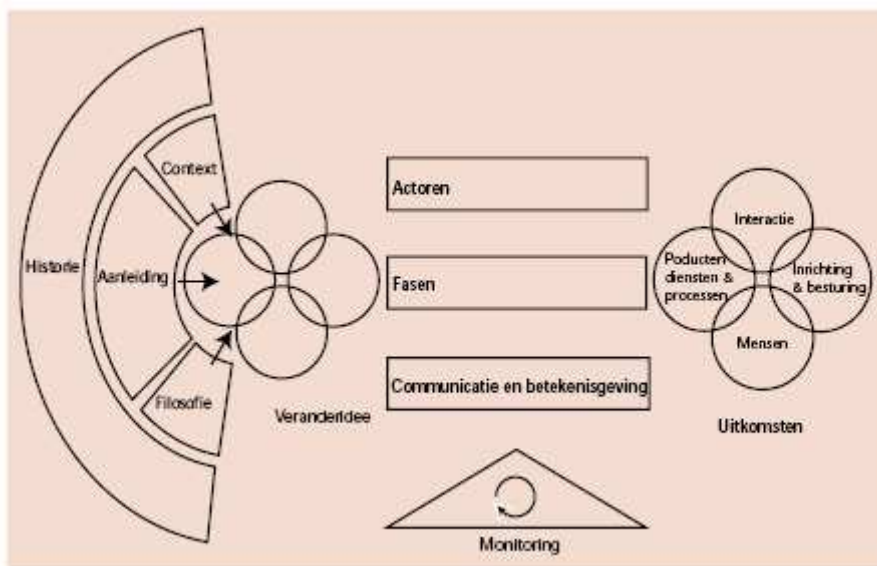 Historie
Context
Aanleiding
Filosofie
Veranderidee
Actoren
Fasen
Communicatie en betekenisgeving
Monitoring
Interactie
Poducten
diensten &
processen
Inrichting
& besturing
Mensen
Uitkomsten